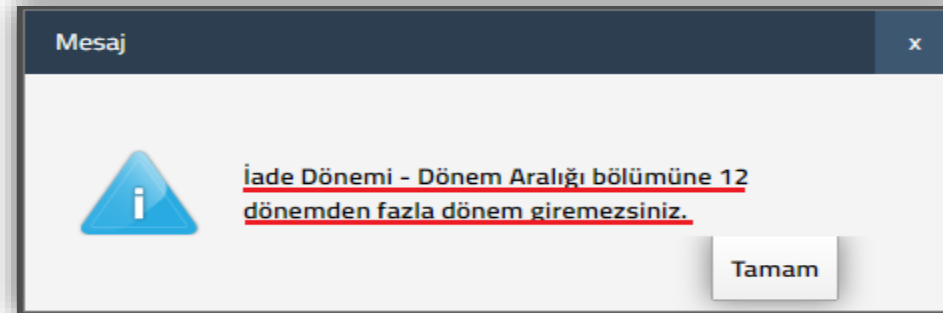 Mesaj
x
İade Dönemi - Dönem Aralığı bölümüne 12
dönemden fazla dönem giremezsiniz.
Tamam